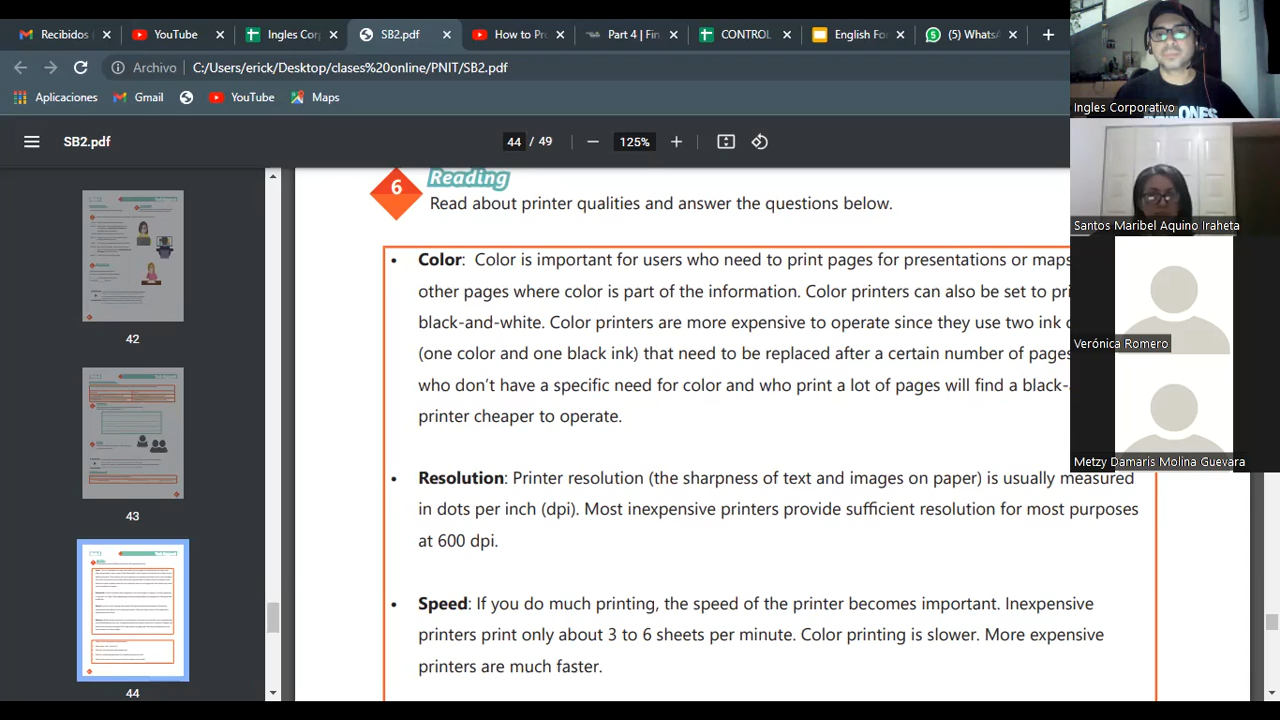 Recibidos (
YouTube
Ingles Corp
SB2.pdf
How to Pr
Part 4 | Fin
CONTROL
English Fo
(5) Whats
Archivo
C:/Users/erick/Desktop/clases%20online/PNIT/SB2.pdf
Aplicaciones
Gmail
YouTube
Maps
SB2.pdf
44 / 49
125%
42
43
44
6
Reading
Read about printer qualities and answer the questions below.
• Color: Color is important for users who need to print pages for presentations or maps
other pages where color is part of the information. Color printers can also be set to pri
black-and-white. Color printers are more expensive to operate since they use two ink
(one color and one black ink) that need to be replaced after a certain number of pages
who don't have a specific need for color and who print a lot of pages will find a black-
printer cheaper to operate.
• Resolution: Printer resolution (the sharpness of text and images on paper) is usually measured
in dots per inch (dpi). Most inexpensive printers provide sufficient resolution for most purposes
at 600 dpi.
• Speed: If you do much printing, the speed of the printer becomes important. Inexpensive
printers print only about 3 to 6 sheets per minute. Color printing is slower. More expensive
printers are much faster.
Ingles Corporativo
Santos Maribel Aquino Iraheta
Verónica Romero
Metzy Damaris Molina Guevara